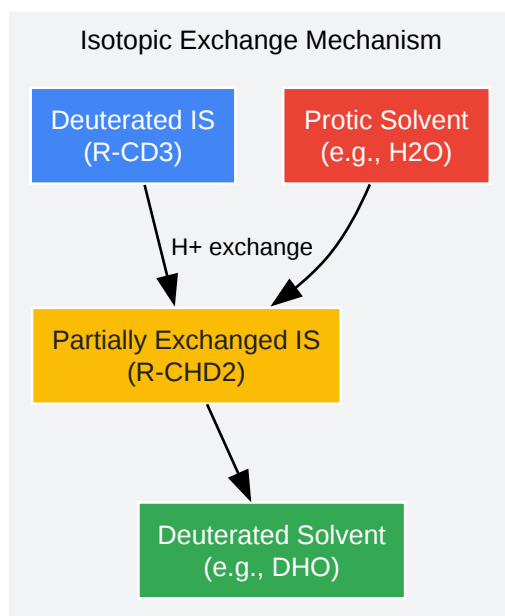 Isotopic Exchange Mechanism
Deuterated IS
(R-CD3)
Protic Solvent
(e.g., H2O)
H+ exchange
Partially Exchanged IS
(R-CHD2)
Deuterated Solvent
(e.g., DHO)